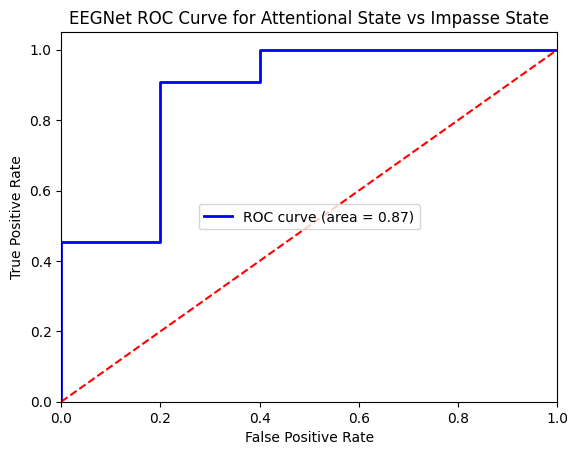 EEGNet ROC Curve for Attentional State vs Impasse State
1.0
0.8
0.6
0.4
0.2
0.0
True Positive Rate
ROC curve (area = 0.87)
0.0 0.2 0.4 0.6 0.8 1.0
False Positive Rate